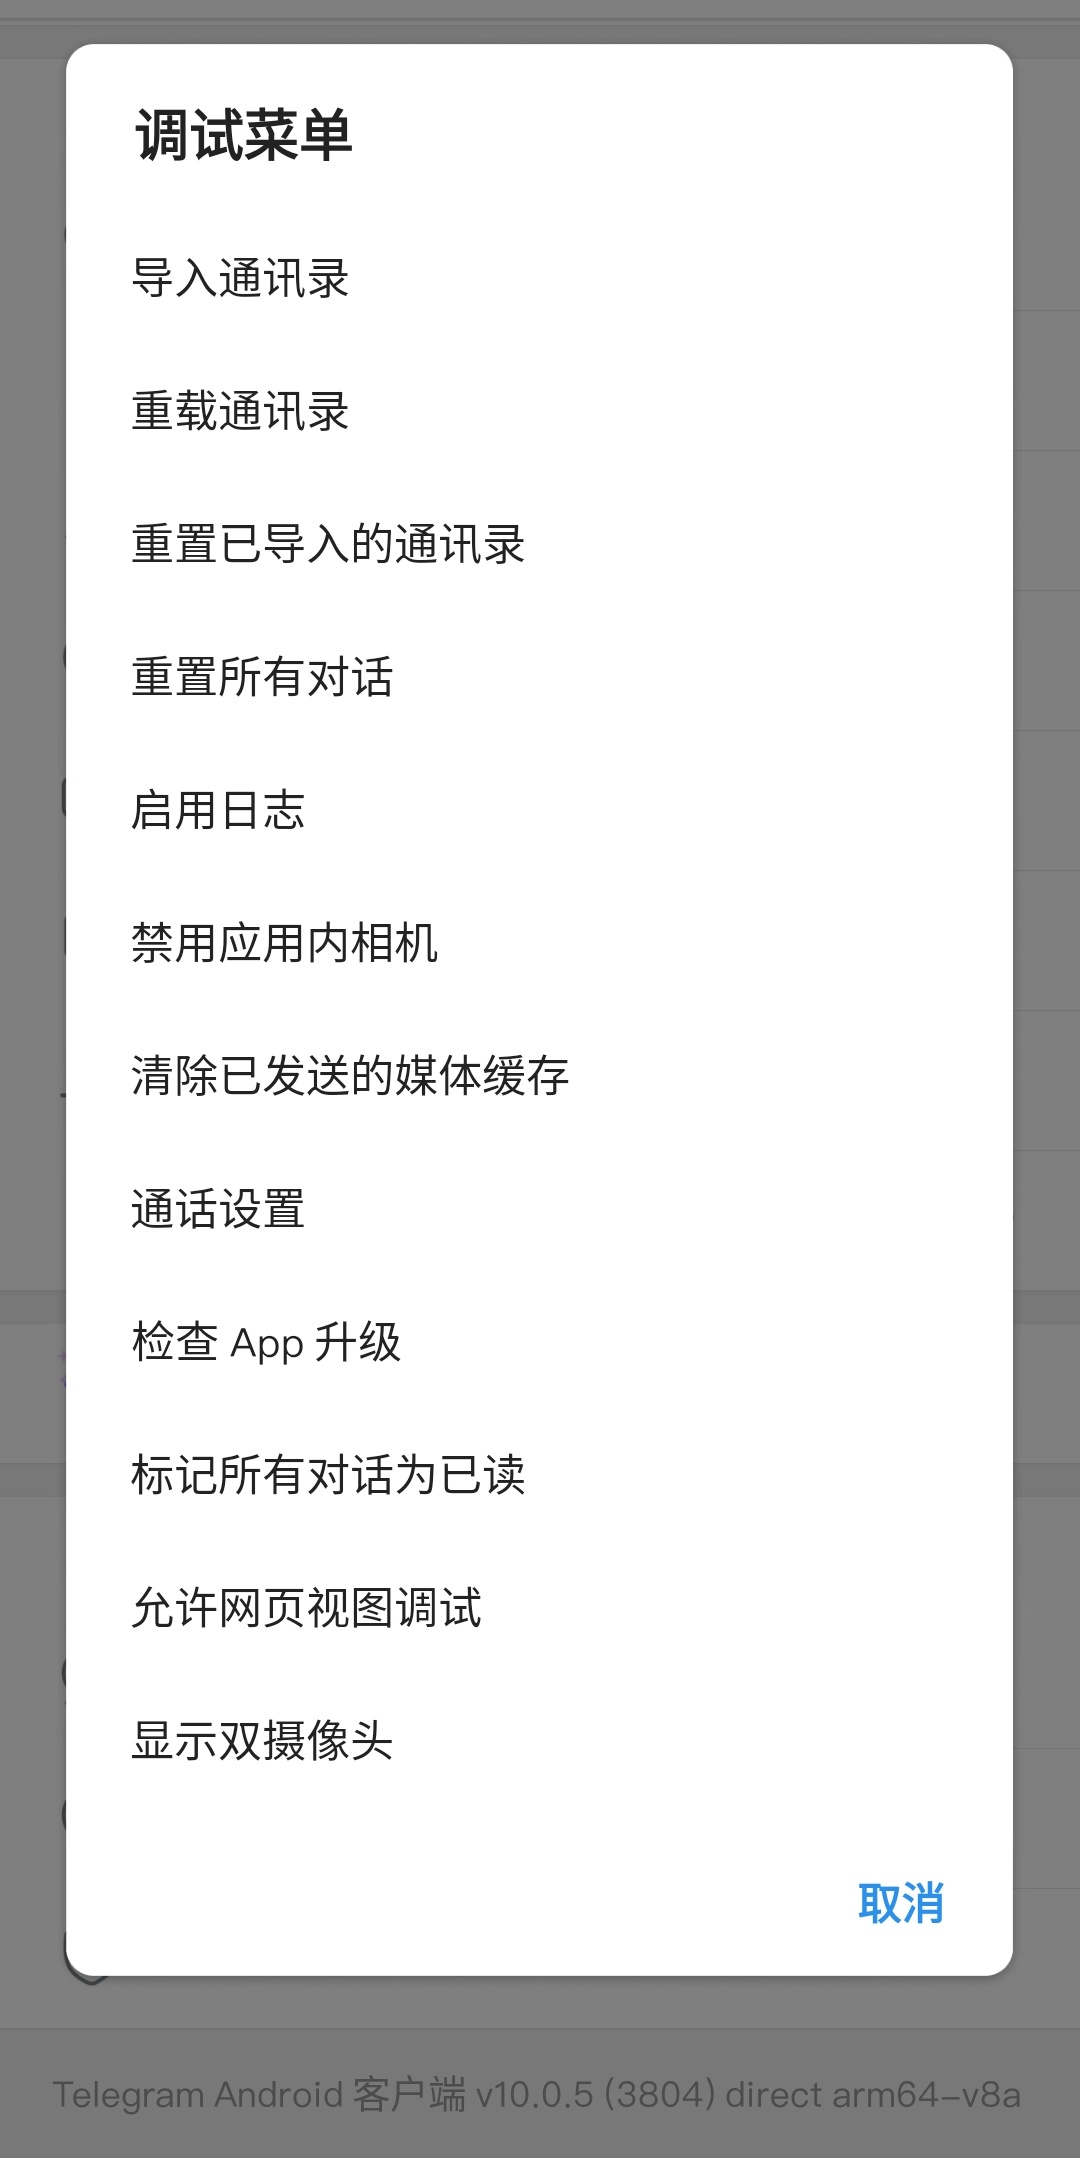 调试菜单
导入通讯录
重载通讯录
重置已导入的通讯录
重置所有对话
启用日志
禁用应用内相机
清除已发送的媒体缓存
通话设置
检查 App 升级
标记所有对话为已读
允许网页视图调试
显示双摄像头
取消
Telegram Android 客户端 v10.0.5 (3804) direct arm64-v8a